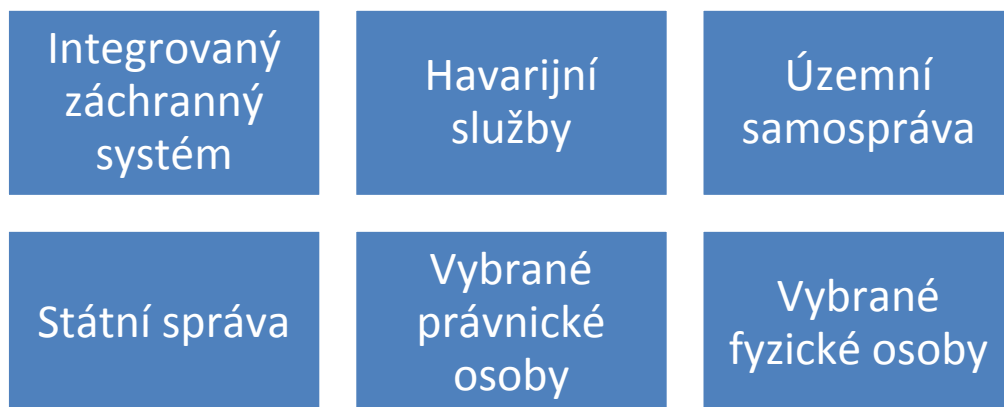 Integrovaný
záchranný
systém
Havarijní
služby
Územní
samospráva
Státní správa
Vybrané
právnické
osoby
Vybrané
fyzické osoby